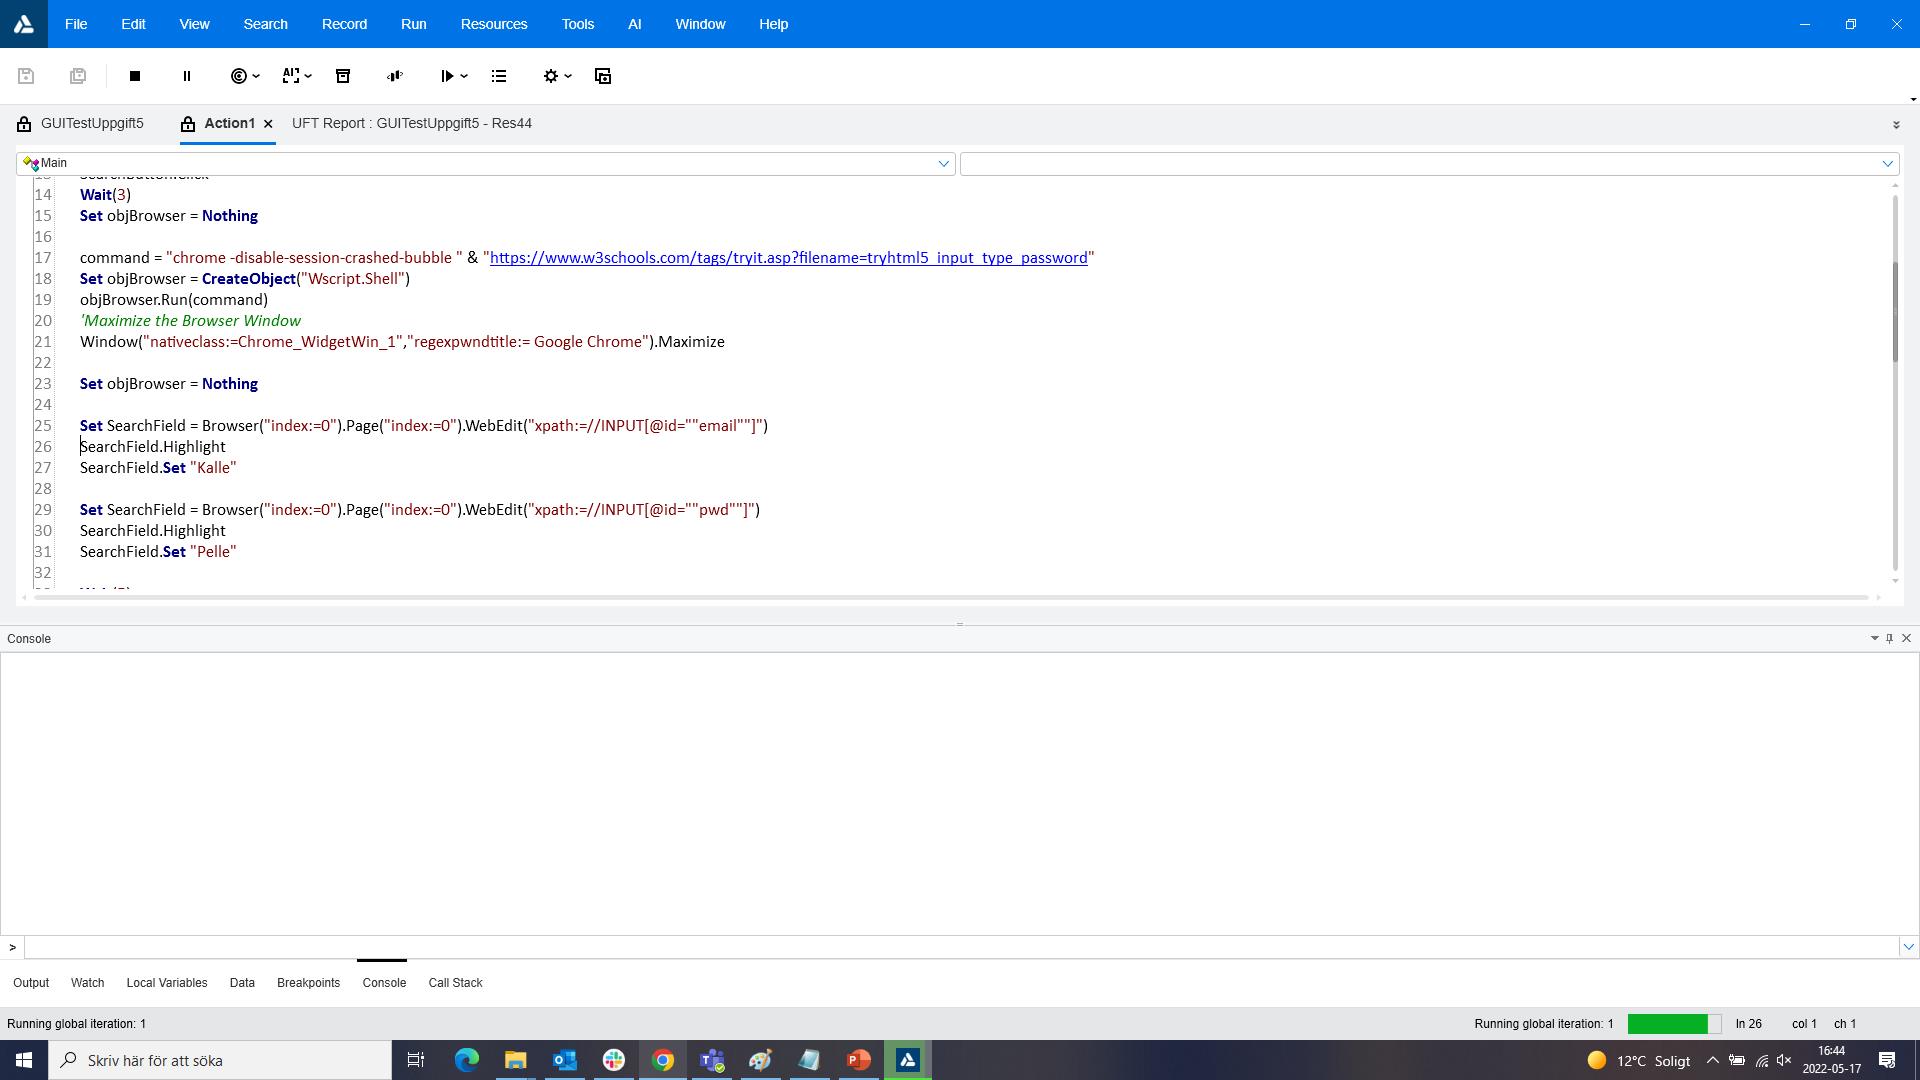 File Edit View Search Record Run Resources Tools AI Window Help
GUITestUppgift5 Action1 UFT Report : GUITestUppgift5 - Res44
Main
14 Wait(3)
15 Set objBrowser = Nothing
16
17 command = "chrome -disable-session-crashed-bubble " & "https://www.w3schools.com/tags/tryit.asp?filename=tryhtml5_input_type_password"
18 Set objBrowser = CreateObject("Wscript.Shell")
19 objBrowser.Run(command)
20 'Maximize the Browser Window
21 Window("nativeclass:=Chrome_WidgetWin_1","regexpwndtitle:= Google Chrome").Maximize
22
23 Set objBrowser = Nothing
24
25 Set SearchField = Browser("index:=0").Page("index:=0").WebEdit("xpath:=//INPUT[@id=""email""]")
26 SearchField.Highlight
27 SearchField.Set "Kalle"
28
29 Set SearchField = Browser("index:=0").Page("index:=0").WebEdit("xpath:=//INPUT[@id=""pwd""]")
30 SearchField.Highlight
31 SearchField.Set "Pelle"
32
Console
>
Output Watch Local Variables Data Breakpoints Console Call Stack
Running global iteration: 1 Running global iteration: 1 ln 26 col 1 ch 1
Skriv här för att söka 12°C Soligt 16:44
2022-05-17